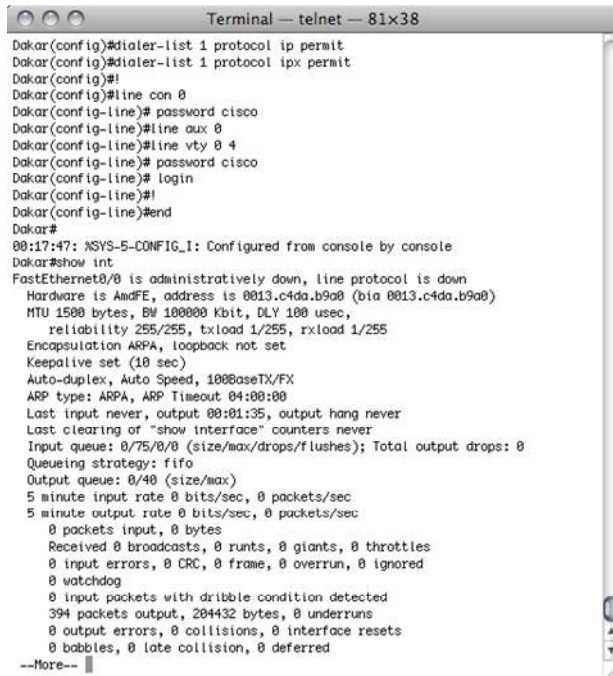 Terminal — telnet — 81×38
Dakar(config)#dialer-list 1 protocol ip permit
Dakar(config)#dialer-list 1 protocol ipx permit
Dakar(config)#!
Dakar(config)#line con 0
Dakar(config-line)# password cisco
Dakar(config-line)#line aux 0
Dakar(config-line)#line vty 0 4
Dakar(config-line)# password cisco
Dakar(config-line)# login
Dakar(config-line)#!
Dakar(config-line)#end
Dakar#
00:17:47: %SYS-5-CONFIG_I: Configured from console by console
Dakar#show int
FastEthernet0/0 is administratively down, line protocol is down
Hardware is AmdFE, address is 0013.c4da.b9a0 (bia 0013.c4da.b9a0)
MTU 1500 bytes, BW 100000 Kbit, DLY 100 usec,
reliability 255/255, txload 1/255, rxload 1/255
Encapsulation ARPA, loopback not set
Keepalive set (10 sec)
Auto-duplex, Auto Speed, 100BaseTX/FX
ARP type: ARPA, ARP Timeout 04:00:00
Last input never, output 00:01:35, output hang never
Last clearing of "show interface" counters never
Input queue: 0/75/0/0 (size/max/drops/flushes); Total output drops: 0
Queueing strategy: fifo
Output queue: 0/40 (size/max)
5 minute input rate 0 bits/sec, 0 packets/sec
5 minute output rate 0 bits/sec, 0 packets/sec
0 packets input, 0 bytes
Received 0 broadcasts, 0 runts, 0 giants, 0 throttles
0 input errors, 0 CRC, 0 frame, 0 overrun, 0 ignored
0 watchdog
0 input packets with dribble condition detected
394 packets output, 204432 bytes, 0 underruns
0 output errors, 0 collisions, 0 interface resets
0 babbles, 0 late collision, 0 deferred
--More--